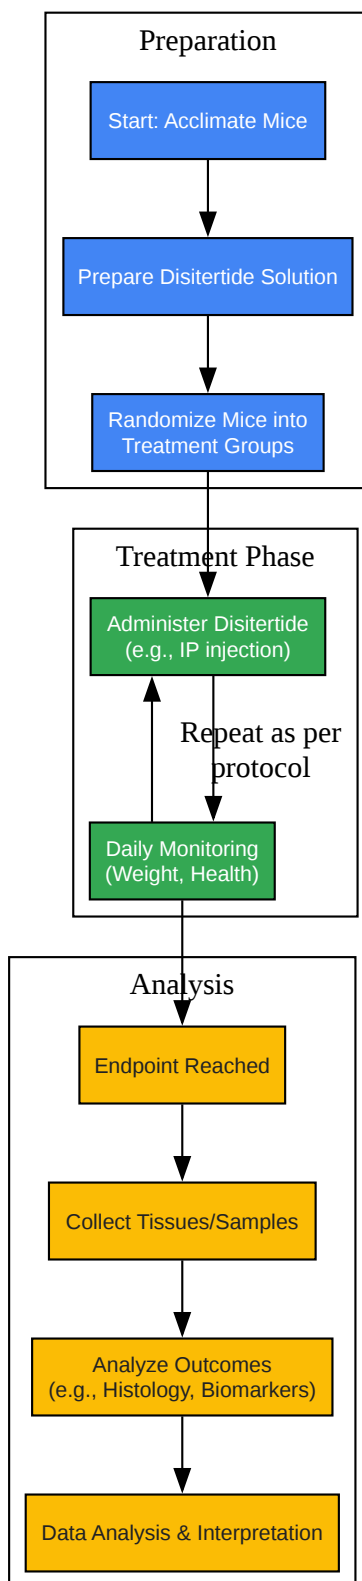 Preparation
Start: Acclimate Mice
Prepare Disitertide Solution
Randomize Mice into
Treatment Groups
Treatment Phase
Administer Disitertide
(e.g., IP injection)
Repeat as per
protocol
Daily Monitoring
(Weight, Health)
Analysis
Endpoint Reached
Collect Tissues/Samples
Analyze Outcomes
(e.g., Histology, Biomarkers)
Data Analysis & Interpretation